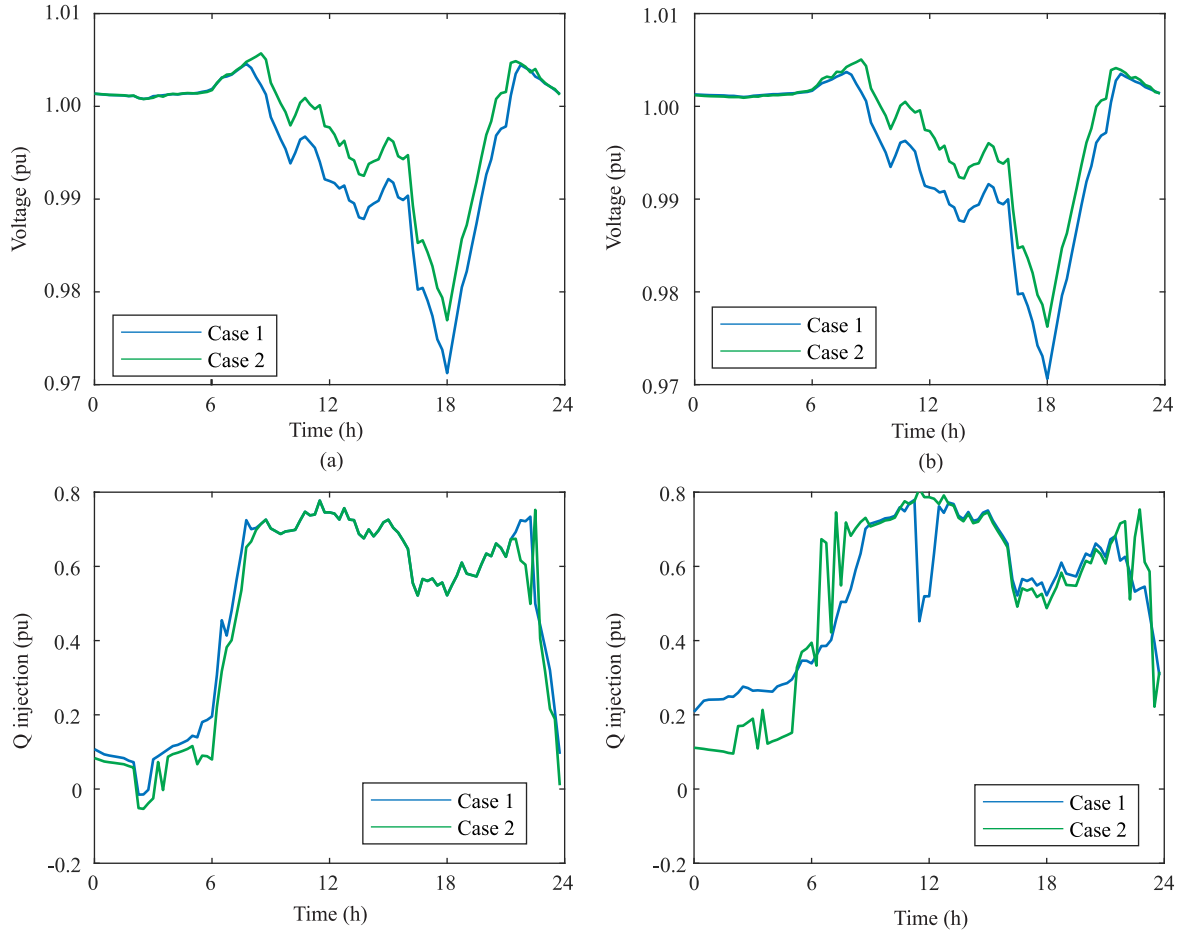 1.01
1.00
0.99
0.98
0.97
Voltage (pu)
Case 1
Case 2
0 6 12 18 24
Time (h)
(a)
1.01
1.00
0.99
0.98
0.97
Voltage (pu)
Case 1
Case 2
0 6 12 18 24
Time (h)
(b)
0.8
0.6
0.4
0.2
0
-0.2
Q injection (pu)
Case 1
Case 2
0 6 12 18 24
Time (h)
0.8
0.6
0.4
0.2
0
-0.2
Q injection (pu)
Case 1
Case 2
0 6 12 18 24
Time (h)